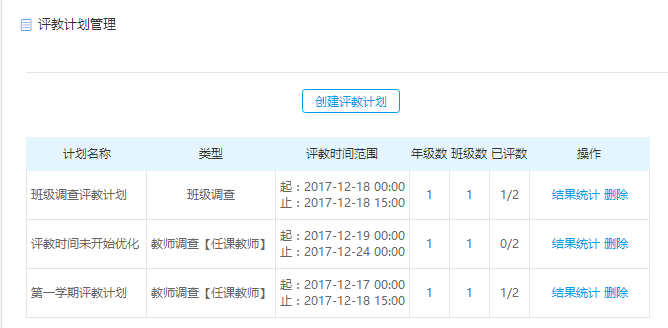 评教计划管理
创建评教计划
计划名称 类型 评教时间范围 年级数 班级数 已评数 操作
班级调查评教计划 班级调查 起：2017-12-18 00:00 1 1 1/2 结果统计 删除
止：2017-12-18 15:00
评教时间未开始优化 教师调查【任课教师】 起：2017-12-19 00:00 1 1 0/2 结果统计 删除
止：2017-12-24 00:00
第一学期评教计划 教师调查【任课教师】 起：2017-12-17 00:00 1 1 1/2 结果统计 删除
止：2017-12-18 15:00